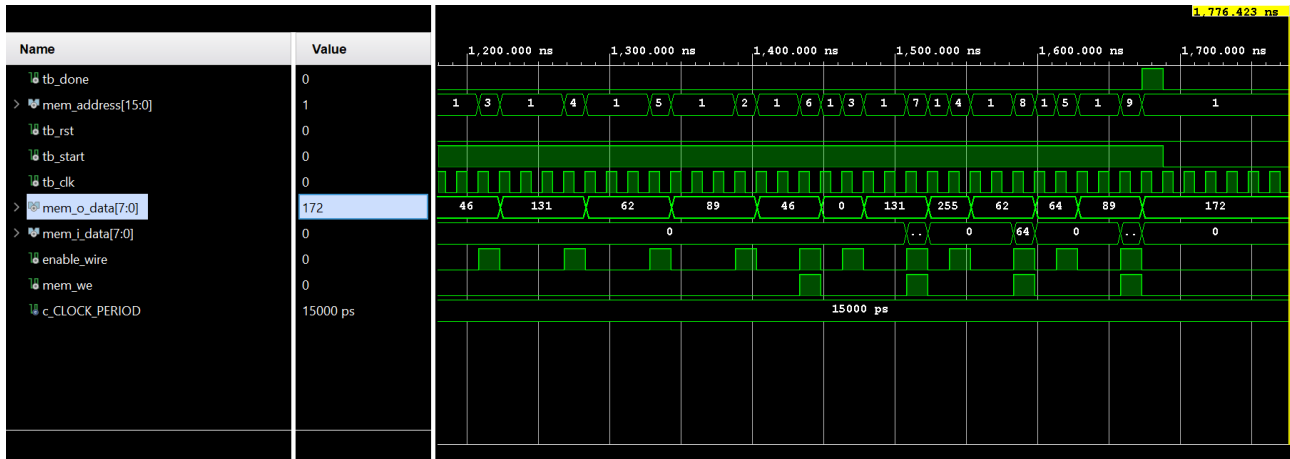 1,776.423 ns
Name Value
1,200.000 ns 1,300.000 ns 1,400.000 ns 1,500.000 ns 1,600.000 ns 1,700.000 ns
tb_done 0
mem_address[15:0] 1 1 3 1 4 1 5 1 2 1 6 1 3 1 7 1 4 1 8 1 5 1 9 1
tb_rst 0
tb_start 0
tb_clk 0
mem_o_data[7:0] 172 46 131 62 89 46 0 131 255 62 64 89 172
mem_i_data[7:0] 0 0 .. 0 64 0 .. 0
enable_wire 0
mem_we 0
c_CLOCK_PERIOD 15000 ps 15000 ps